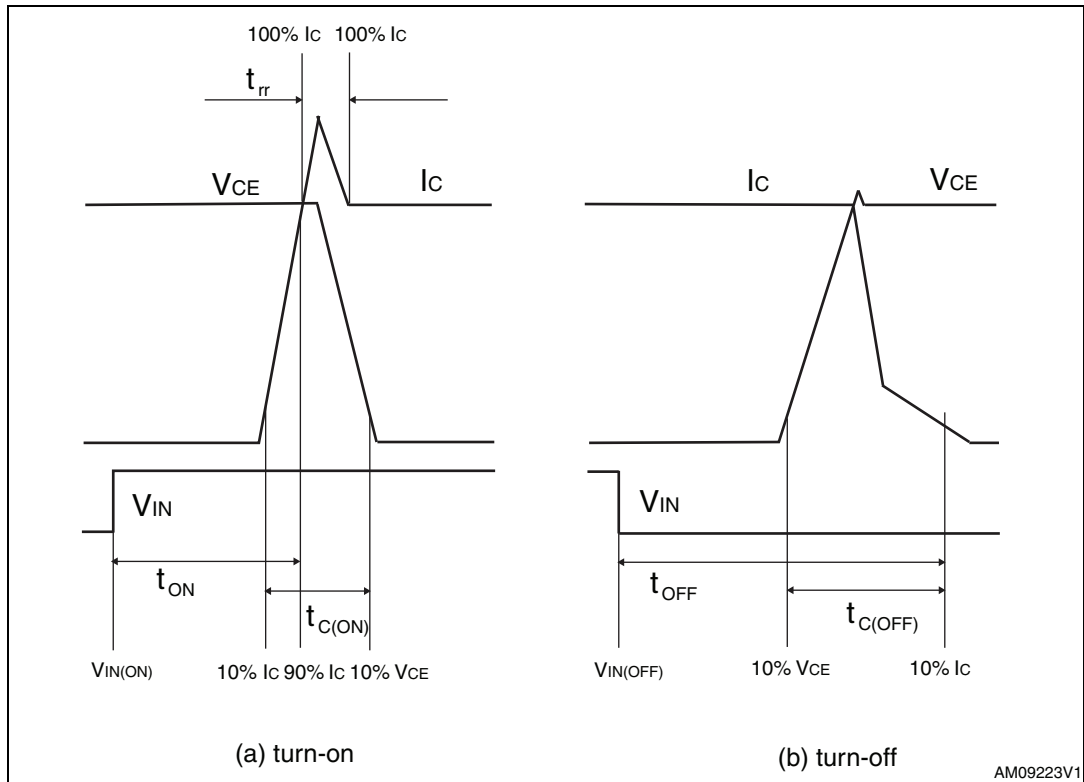 100% IC 100% IC
trr
VCE IC
IC VCE
VIN
VIN
tON
tOFF
tC(ON)
tC(OFF)
VIN(ON) 10% IC 90% IC 10% VCE
VIN(OFF) 10% VCE 10% IC
(a) turn-on
(b) turn-off
AM09223V1